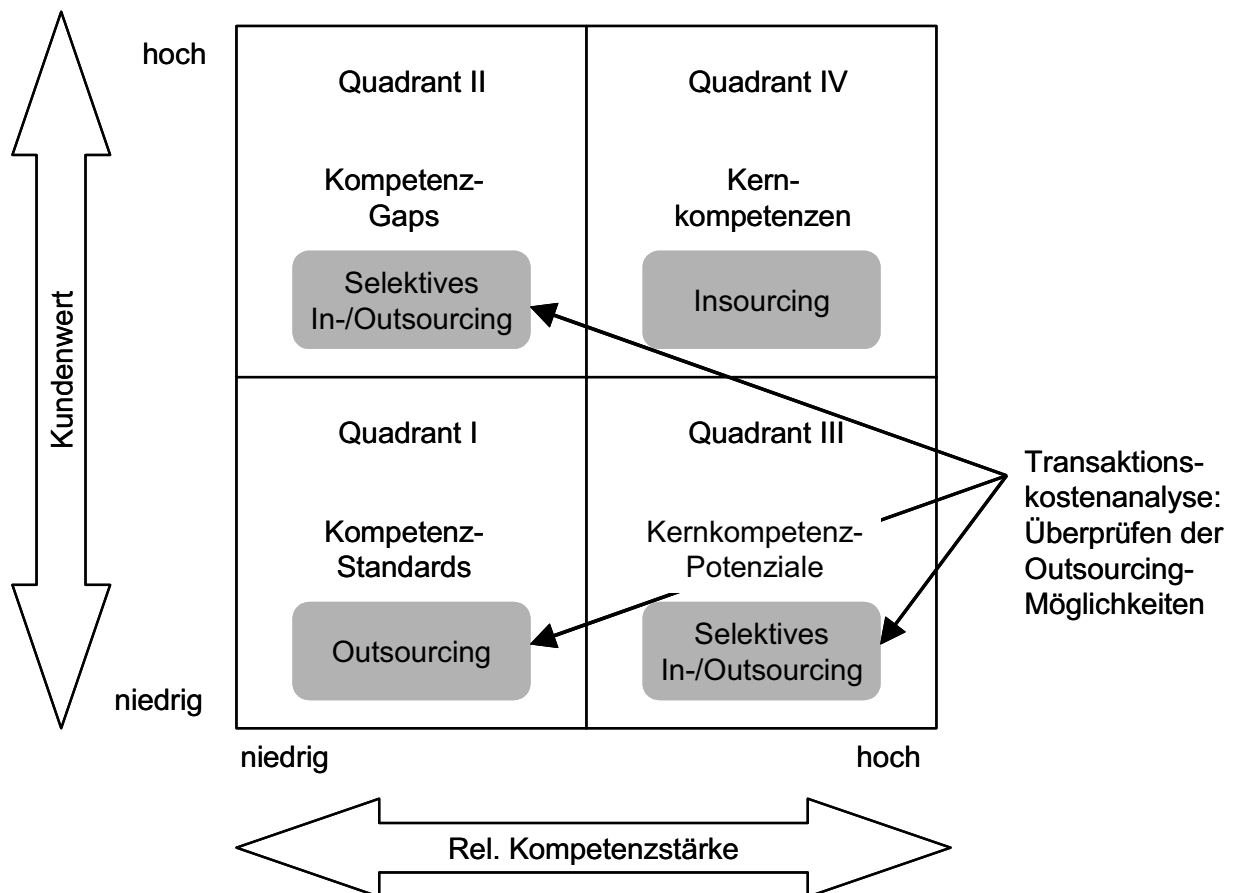 hoch
Quadrant II
Quadrant IV
Kompetenz-
Gaps
Kern-
kompetenzen
Selektives
In-/Outsourcing
Insourcing
Kundenwert
Quadrant I
Quadrant III
Kompetenz-
Standards
Kernkompetenz-
Potenziale
Outsourcing
Selektives
In-/Outsourcing
Transaktions-
kostenanalyse:
Überprüfen der
Outsourcing-
Möglichkeiten
niedrig
niedrig
hoch
Rel. Kompetenzstärke